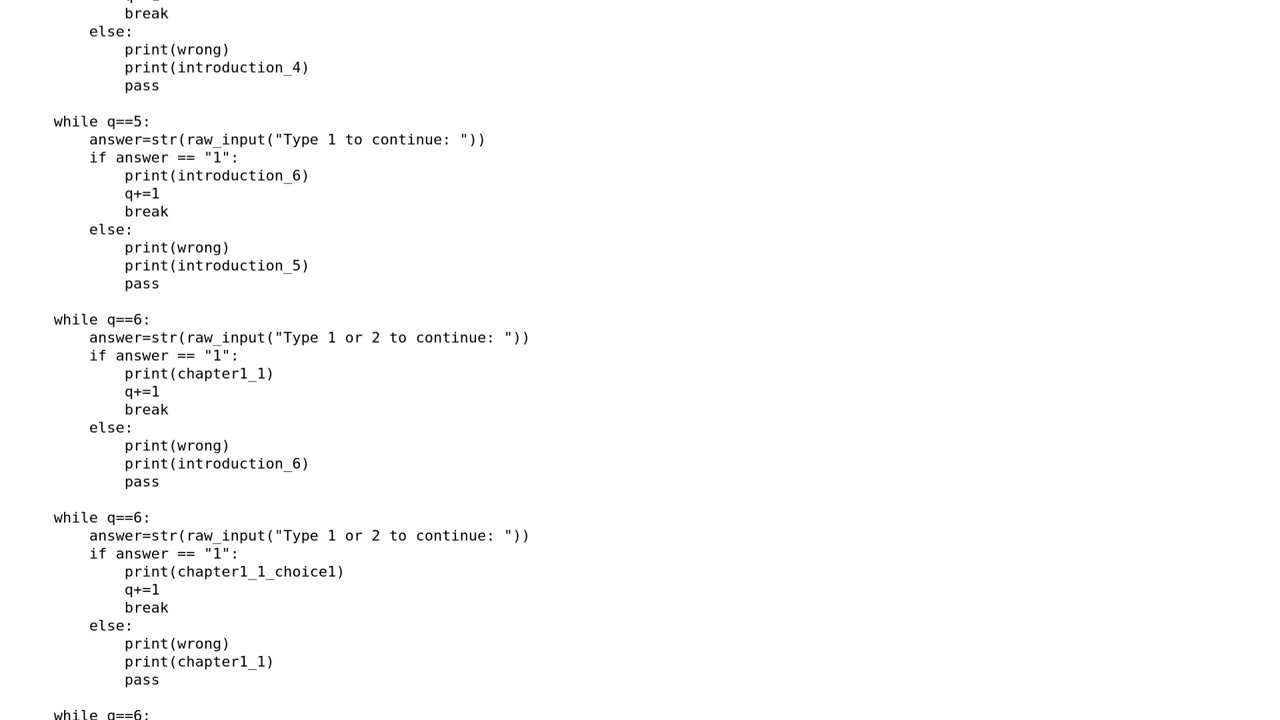 break
else:
print(wrong)
print(introduction_4)
pass
while q==5:
answer=str(raw_input("Type 1 to continue: "))
if answer == "1":
print(introduction_6)
q+=1
break
else:
print(wrong)
print(introduction_5)
pass
while q==6:
answer=str(raw_input("Type 1 or 2 to continue: "))
if answer == "1":
print(chapter1_1)
q+=1
break
else:
print(wrong)
print(introduction_6)
pass
while q==6:
answer=str(raw_input("Type 1 or 2 to continue: "))
if answer == "1":
print(chapter1_1_choice1)
q+=1
break
else:
print(wrong)
print(chapter1_1)
pass
while q==6: